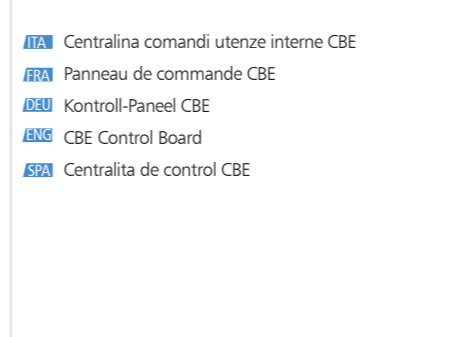 ITA Centralina comandi utenze interne CBE
FRA Panneau de commande CBE
DEU Kontroll-Paneel CBE
ENG CBE Control Board
SPA Centralita de control CBE